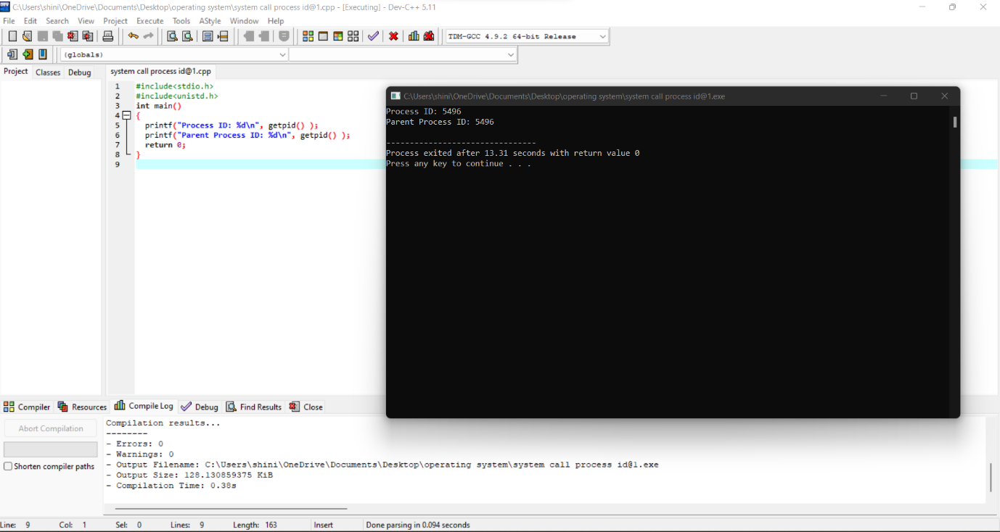 C:\Users\shini\OneDrive\Documents\Desktop\operating system\system call process id@1.cpp - [Executing] - Dev-C++ 5.11
File Edit Search View Project Execute Tools AStyle Window Help
TDM-GCC 4.9.2 64-bit Release
(globals)
Project Classes Debug
system call process id@1.cpp
1 #include<stdio.h>
2 #include<unistd.h>
3 int main()
4 {
5 printf("Process ID: %d\n", getpid() );
6 printf("Parent Process ID: %d\n", getpid() );
7 return 0;
8 }
9
C:\Users\shini\OneDrive\Documents\Desktop\operating system\system call process id@1.exe
Process ID: 5496
Parent Process ID: 5496
--------------------------------
Process exited after 13.31 seconds with return value 0
Press any key to continue . . .
Compiler Resources Compile Log Debug Find Results Close
Abort Compilation
Shorten compiler paths
Compilation results...
--------
- Errors: 0
- Warnings: 0
- Output Filename: C:\Users\shini\OneDrive\Documents\Desktop\operating system\system call process id@1.exe
- Output Size: 128.130859375 KiB
- Compilation Time: 0.38s
Line: 9 Col: 1 Sel: 0 Lines: 9 Length: 163 Insert Done parsing in 0.094 seconds